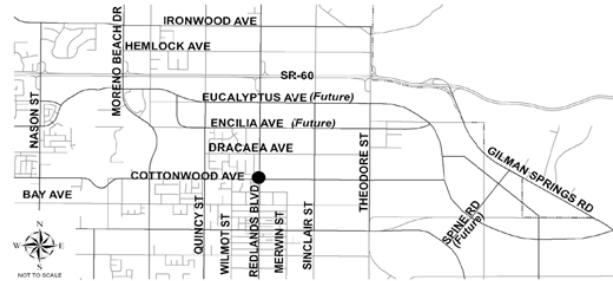 IRONWOOD AVE
HEMLOCK AVE
SR-60
EUCALYPTUS AVE (Future)
ENCILIA AVE (Future)
DRACAEA AVE
COTTONWOOD AVE
BAY AVE
NASON ST
MORENO BEACH DR
QUINCY ST
WILMOT ST
REDLANDS BLVD
MERWIN ST
SINCLAIR ST
THEODORE ST
SPINE RD
(Future)
GILMAN SPRINGS RD
N
W E
S
NOT TO SCALE